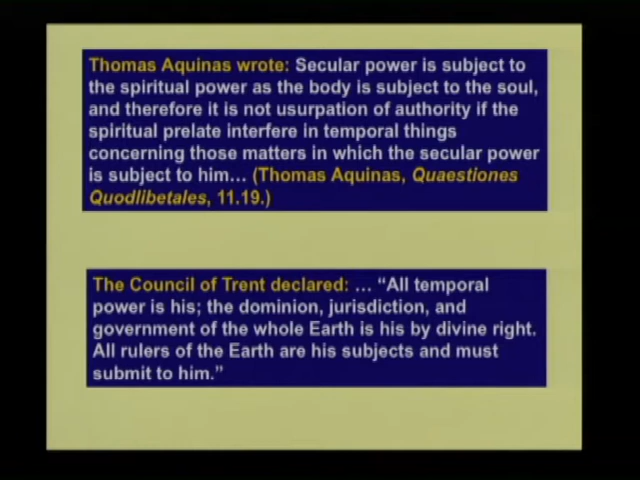 Thomas Aquinas wrote: Secular power is subject to
the spiritual power as the body is subject to the soul,
and therefore it is not usurpation of authority if the
spiritual prelate interfere in temporal things
concerning those matters in which the secular power
is subject to him… (Thomas Aquinas, Quaestiones
Quodlibetales, 11.19.)
The Council of Trent declared: … “All temporal
power is his; the dominion, jurisdiction, and
government of the whole Earth is his by divine right.
All rulers of the Earth are his subjects and must
submit to him.”